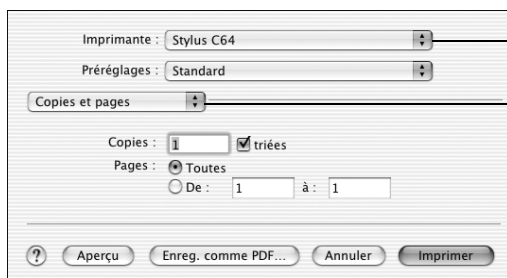 Imprimante : Stylus C64
Préréglages : Standard
Copies et pages
Copies : 1 triées
Pages : Toutes
De : 1 à : 1
? Aperçu Enreg. comme PDF... Annuler Imprimer